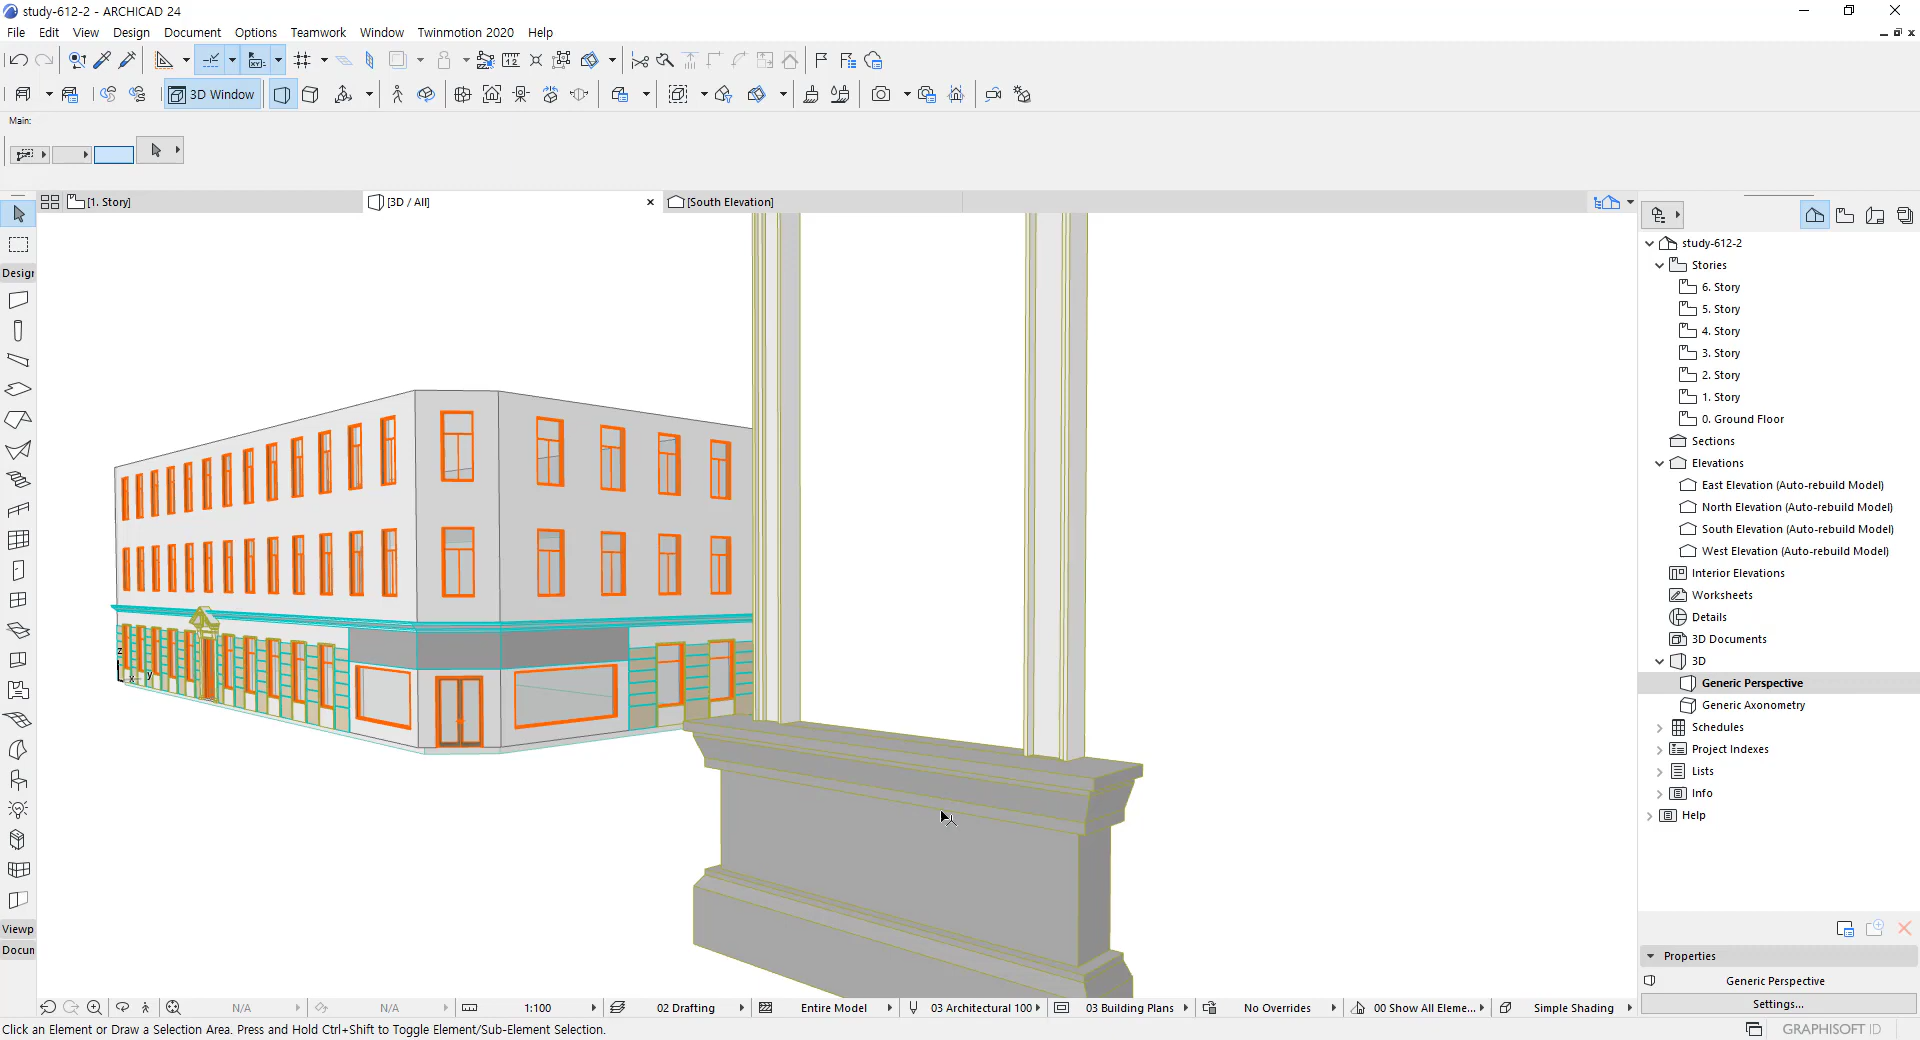 study-612-2 - ARCHICAD 24
File Edit View Design Document Options Teamwork Window Twinmotion 2020 Help
1.2
3D Window
Main:
[1. Story]
[3D / All]
[South Elevation]
Desigr
Viewp
Docun
z
x
y
study-612-2
Stories
6. Story
5. Story
4. Story
3. Story
2. Story
1. Story
0. Ground Floor
Sections
Elevations
East Elevation (Auto-rebuild Model)
North Elevation (Auto-rebuild Model)
South Elevation (Auto-rebuild Model)
West Elevation (Auto-rebuild Model)
Interior Elevations
Worksheets
Details
3D Documents
3D
Generic Perspective
Generic Axonometry
Schedules
Project Indexes
Lists
Info
Help
Properties
Generic Perspective
Settings...
N/A N/A 1:100 02 Drafting Entire Model 03 Architectural 100 03 Building Plans No Overrides 00 Show All Eleme... Simple Shading
Click an Element or Draw a Selection Area. Press and Hold Ctrl+Shift to Toggle Element/Sub-Element Selection.
GRAPHISOFT ID